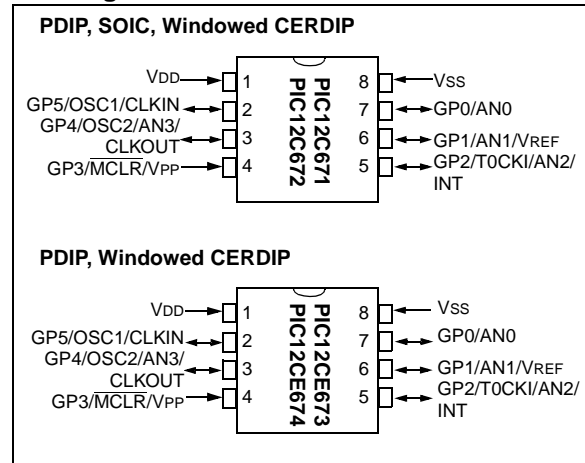 PDIP, SOIC, Windowed CERDIP
VDD
1
8
VSS
GP5/OSC1/CLKIN
2
7
GP0/AN0
GP4/OSC2/AN3/
CLKOUT
3
6
GP1/AN1/VREF
GP3/MCLR/VPP
4
5
GP2/T0CKI/AN2/
INT
PIC12C671
PIC12C672
PDIP, Windowed CERDIP
VDD
1
8
VSS
GP5/OSC1/CLKIN
2
7
GP0/AN0
GP4/OSC2/AN3/
CLKOUT
3
6
GP1/AN1/VREF
GP3/MCLR/VPP
4
5
GP2/T0CKI/AN2/
INT
PIC12CE673
PIC12CE674